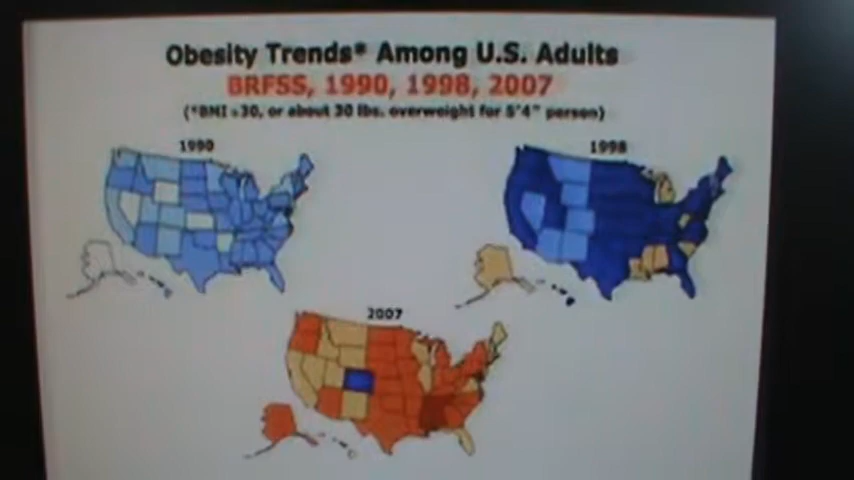 Obesity Trends* Among U.S. Adults
BRFSS, 1990, 1998, 2007
(*BMI ≥30, or about 30 lbs. overweight for 5'4" person)
1990
1998
2007